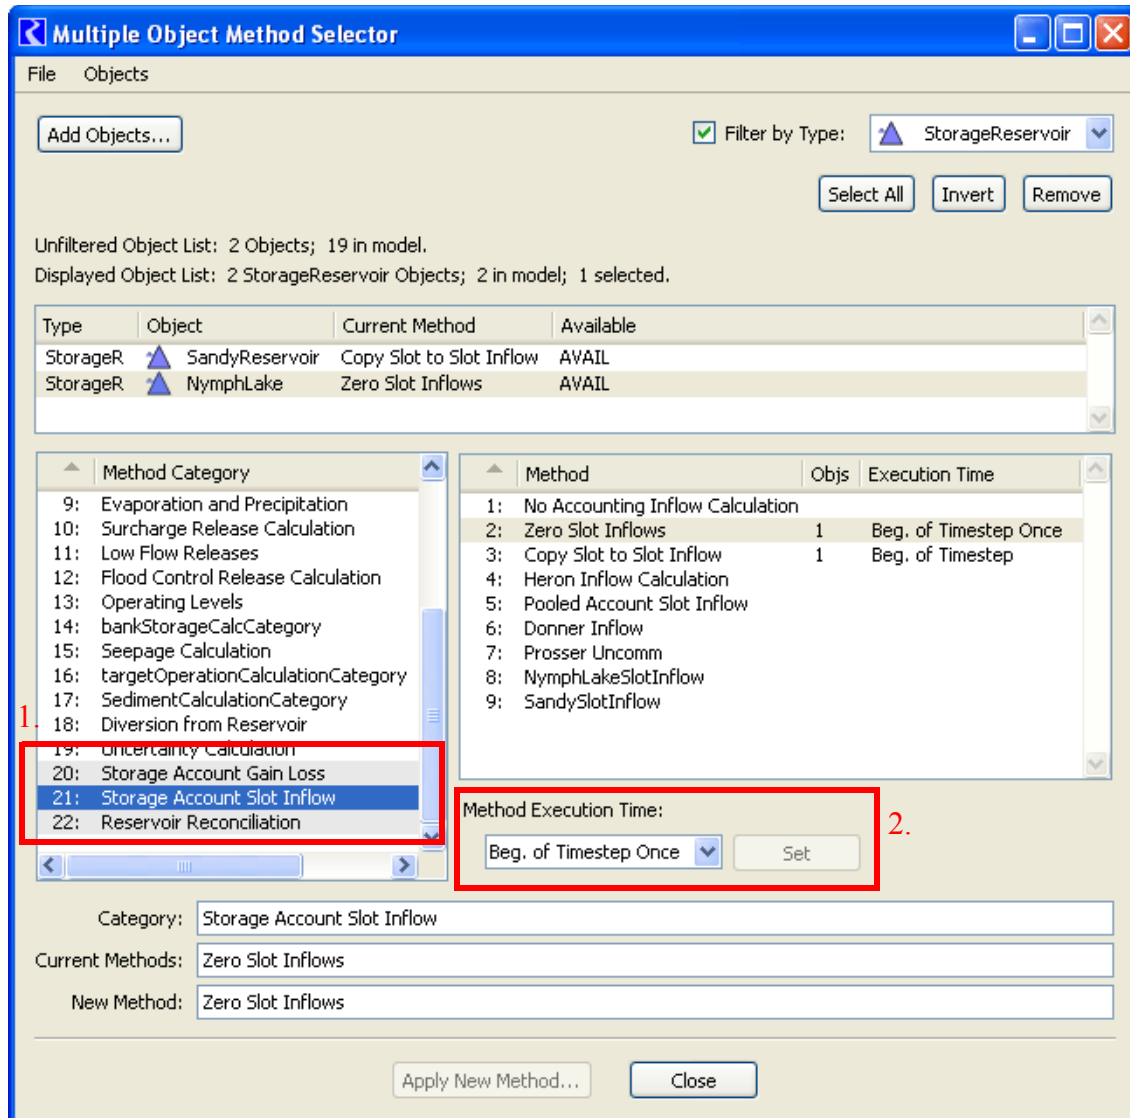 Multiple Object Method Selector
File Objects
Add Objects... Filter by Type: StorageReservoir
Select All Invert Remove
Unfiltered Object List: 2 Objects; 19 in model.
Displayed Object List: 2 StorageReservoir Objects; 2 in model; 1 selected.
Type Object Current Method Available
StorageR SandyReservoir Copy Slot to Slot Inflow AVAIL
StorageR NymphLake Zero Slot Inflows AVAIL
Method Category
9: Evaporation and Precipitation
10: Surcharge Release Calculation
11: Low Flow Releases
12: Flood Control Release Calculation
13: Operating Levels
14: bankStorageCalcCategory
15: Seepage Calculation
16: targetOperationCalculationCategory
17: SedimentCalculationCategory
1.
18: Diversion from Reservoir
19: Uncertainty Calculation
20: Storage Account Gain Loss
21: Storage Account Slot Inflow
22: Reservoir Reconciliation
Method Objs Execution Time
1: No Accounting Inflow Calculation
2: Zero Slot Inflows 1 Beg. of Timestep Once
3: Copy Slot to Slot Inflow 1 Beg. of Timestep
4: Heron Inflow Calculation
5: Pooled Account Slot Inflow
6: Donner Inflow
7: Prosser Uncomm
8: NymphLakeSlotInflow
9: SandySlotInflow
Method Execution Time:
2.
Beg. of Timestep Once Set
Category: Storage Account Slot Inflow
Current Methods: Zero Slot Inflows
New Method: Zero Slot Inflows
Apply New Method... Close